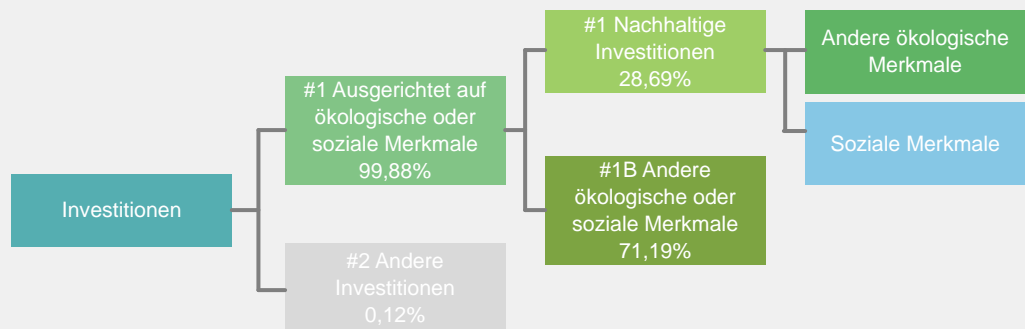 Investitionen
#1 Ausgerichtet auf
ökologische oder
soziale Merkmale
99,88%
#2 Andere
Investitionen
0,12%
#1 Nachhaltige
Investitionen
28,69%
#1B Andere
ökologische oder
soziale Merkmale
71,19%
Andere ökologische
Merkmale
Soziale Merkmale